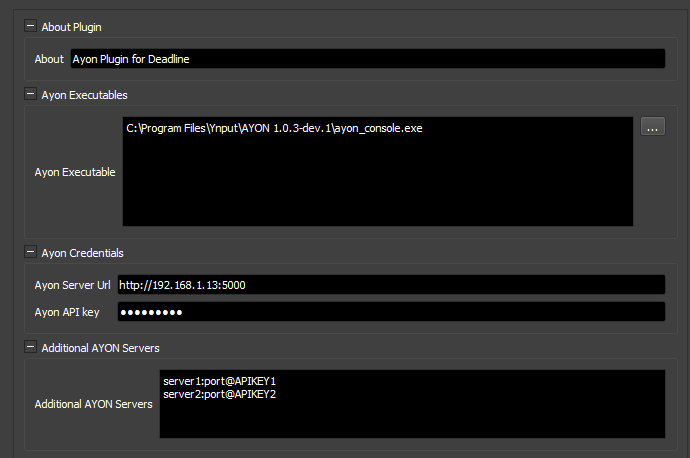 About Plugin
About Ayon Plugin for Deadline
Ayon Executables
C:\Program Files\Ynput\AYON 1.0.3-dev.1\ayon_console.exe
...
Ayon Executable
Ayon Credentials
Ayon Server Url http://192.168.1.13:5000
Ayon API key ●●●●●●●●●
Additional AYON Servers
server1:port@APIKEY1
server2:port@APIKEY2
Additional AYON Servers